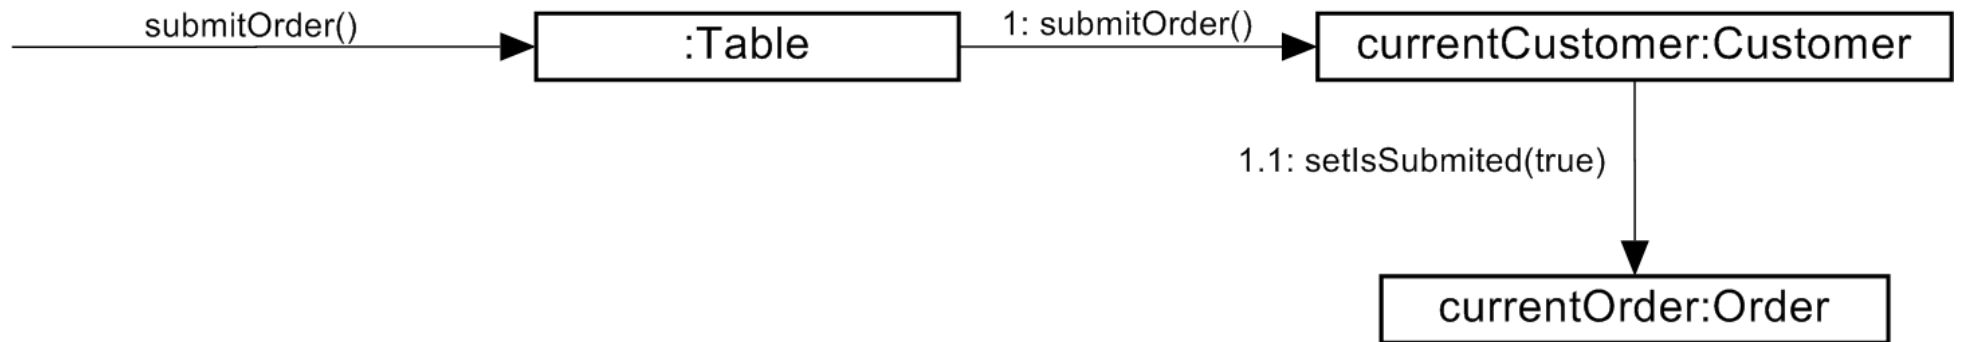 submitOrder()
:Table
1: submitOrder()
currentCustomer:Customer
1.1: setIsSubmited(true)
currentOrder:Order